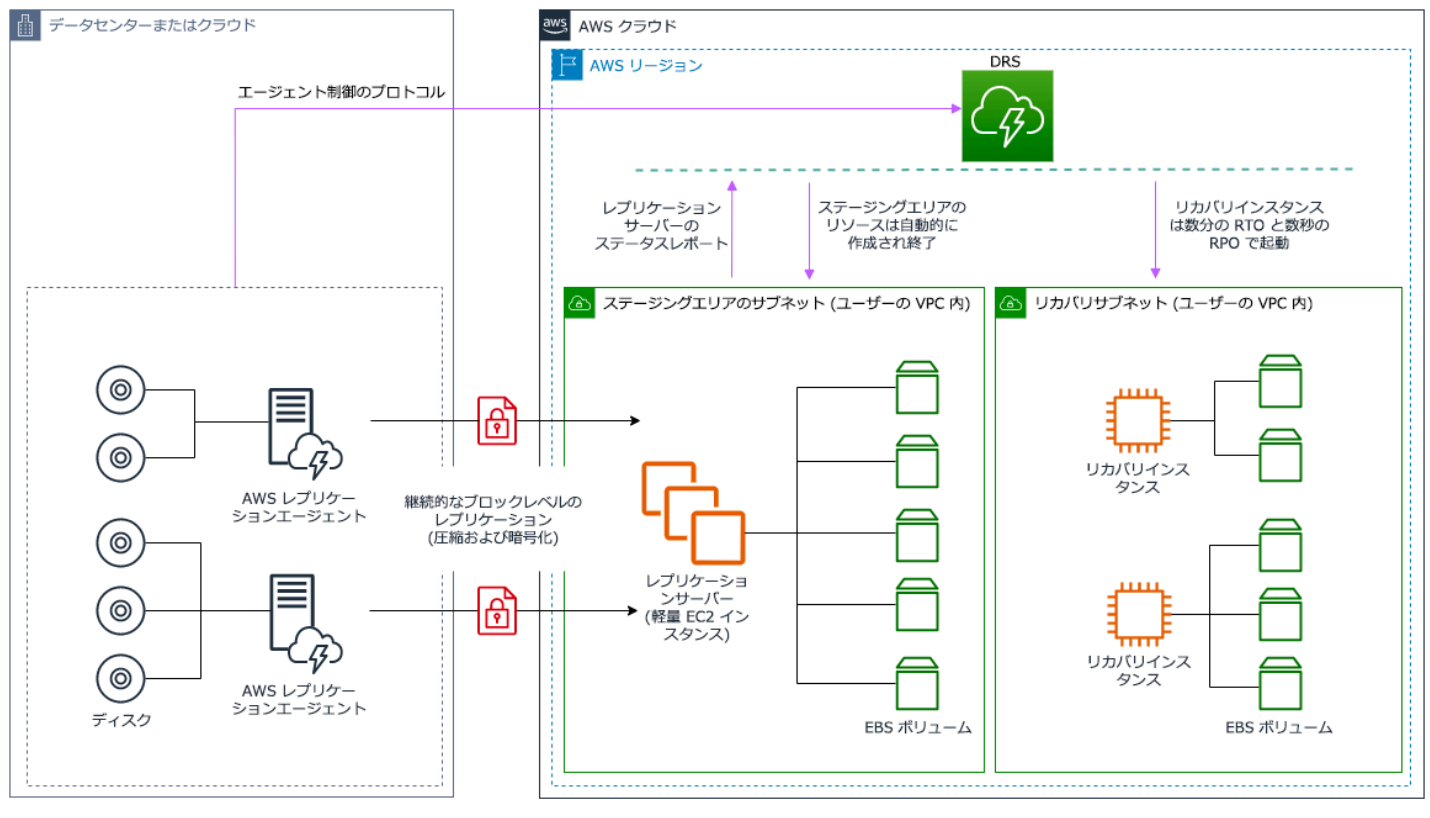 データセンターまたはクラウド
aws
AWS クラウド
AWS リージョン
DRS
エージェント制御のプロトコル
レプリケーション
サーバーの
ステータスレポート
ステージングエリアの
リソースは自動的に
作成され終了
リカバリインスタンス
は数分の RTO と数秒の
RPO で起動
ステージングエリアのサブネット (ユーザーの VPC 内)
リカバリサブネット (ユーザーの VPC 内)
AWS レプリケー
ションエージェント
継続的なブロックレベルの
レプリケーション
(圧縮および暗号化)
リカバリインス
タンス
レプリケーショ
ンサーバー
(軽量 EC2 イン
スタンス)
AWS レプリケー
ションエージェント
ディスク
リカバリインス
タンス
EBS ボリューム
EBS ボリューム